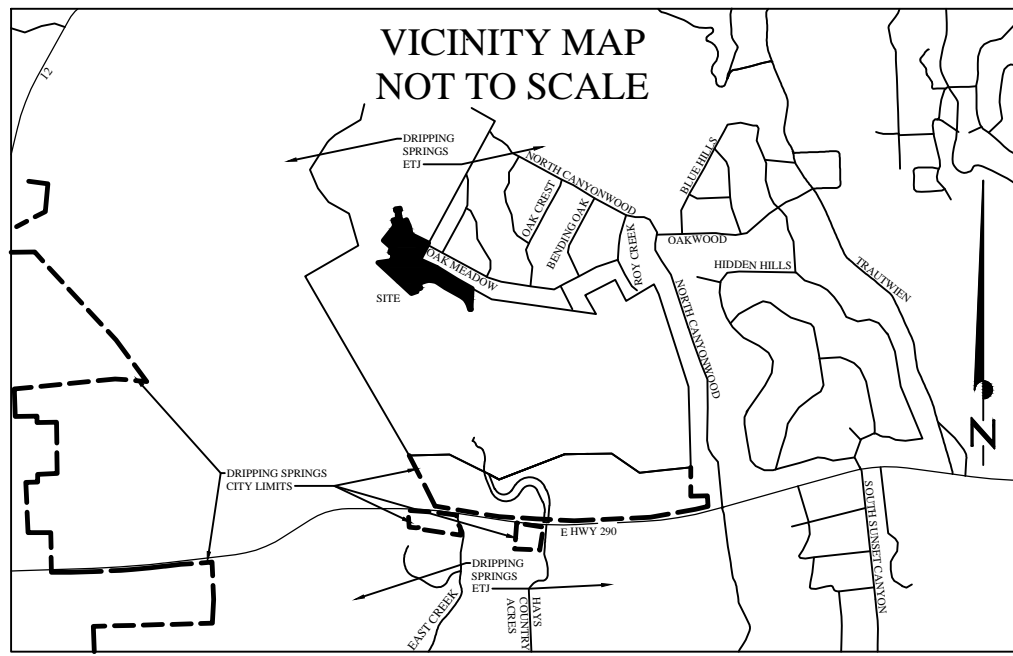 VICINITY MAP
NOT TO SCALE
12
DRIPPING
SPRINGS
ETJ
NORTH CANYONWOOD
BLUE HILLS
OAK CREST
BENDING OAK
ROY CREEK
OAKWOOD
OAK MEADOW
HIDDEN HILLS
TRAUTWIEN
SITE
NORTH CANYONWOOD
N
DRIPPING SPRINGS
CITY LIMITS
E HWY 290
SOUTH SUNSET CANYON
DRIPPING
SPRINGS
ETJ
EAST CREEK
HAYS
COUNTRY
ACRES